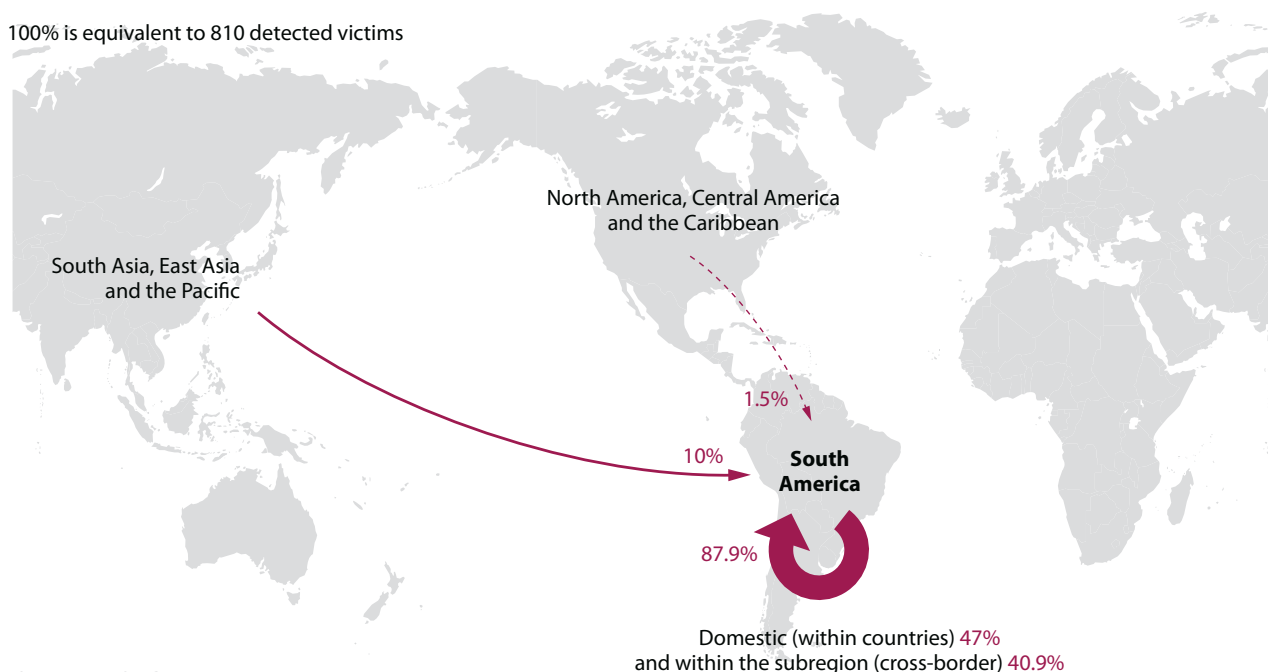 100% is equivalent to 810 detected victims
North America, Central America
and the Caribbean
South Asia, East Asia
and the Pacific
1.5%
10%
South
America
87.9%
Domestic (within countries) 47%
and within the subregion (cross-border) 40.9%